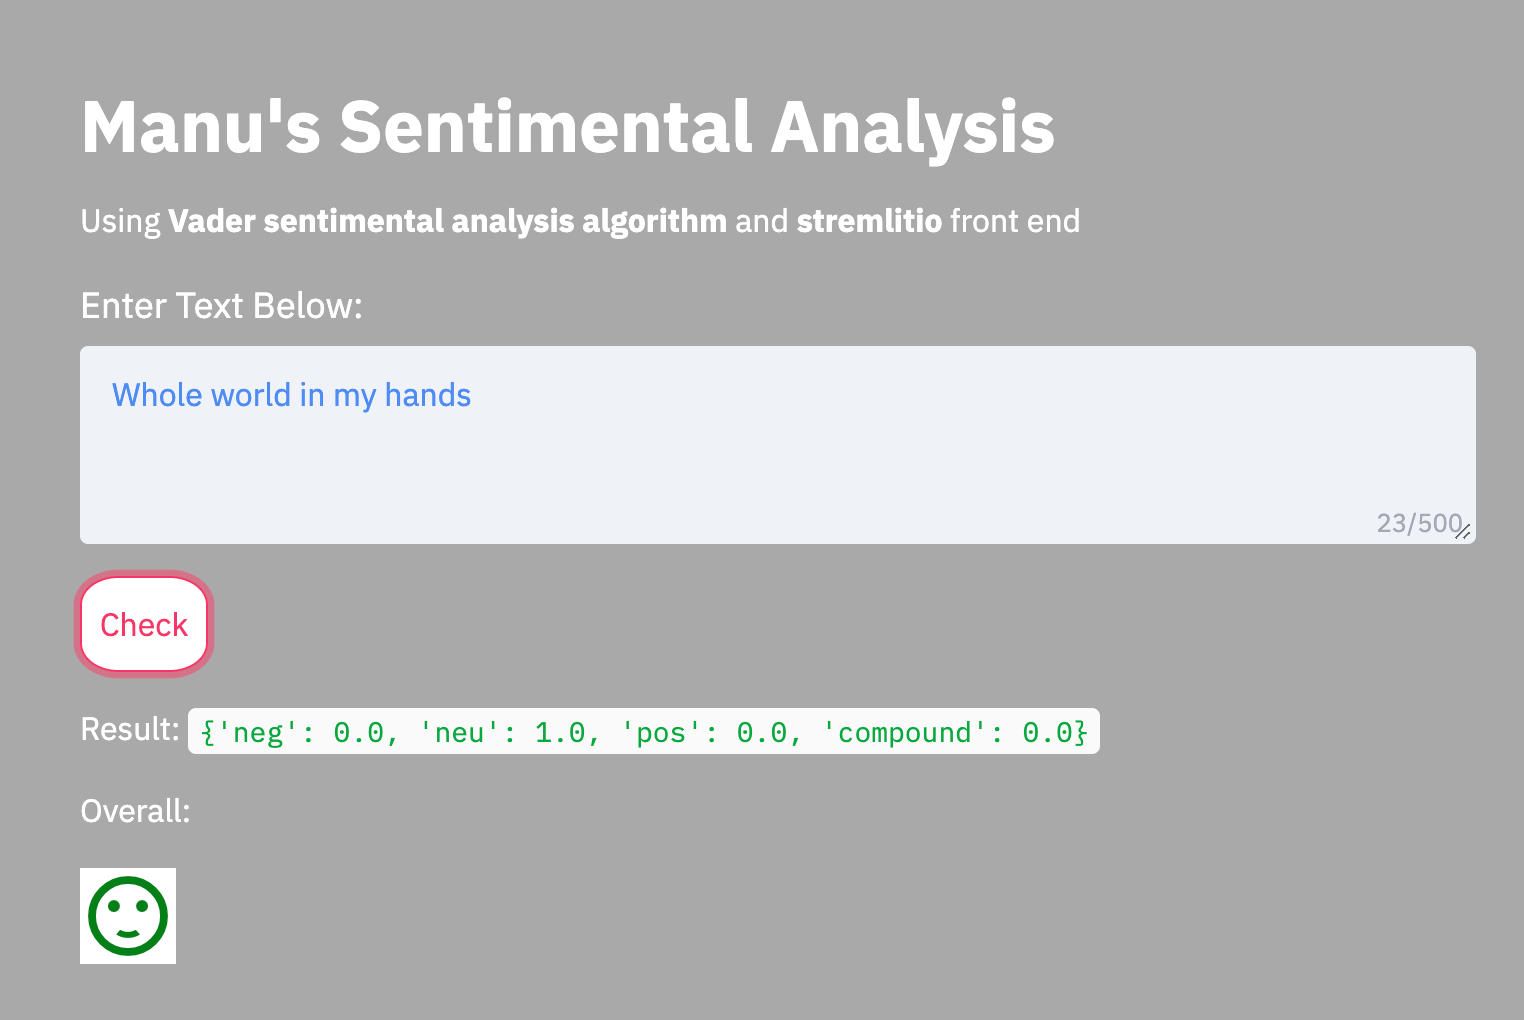 Manu's Sentimental Analysis
Using Vader sentimental analysis algorithm and stremlitio front end
Enter Text Below:
Whole world in my hands
23/500
Check
Result: {'neg': 0.0, 'neu': 1.0, 'pos': 0.0, 'compound': 0.0}
Overall: